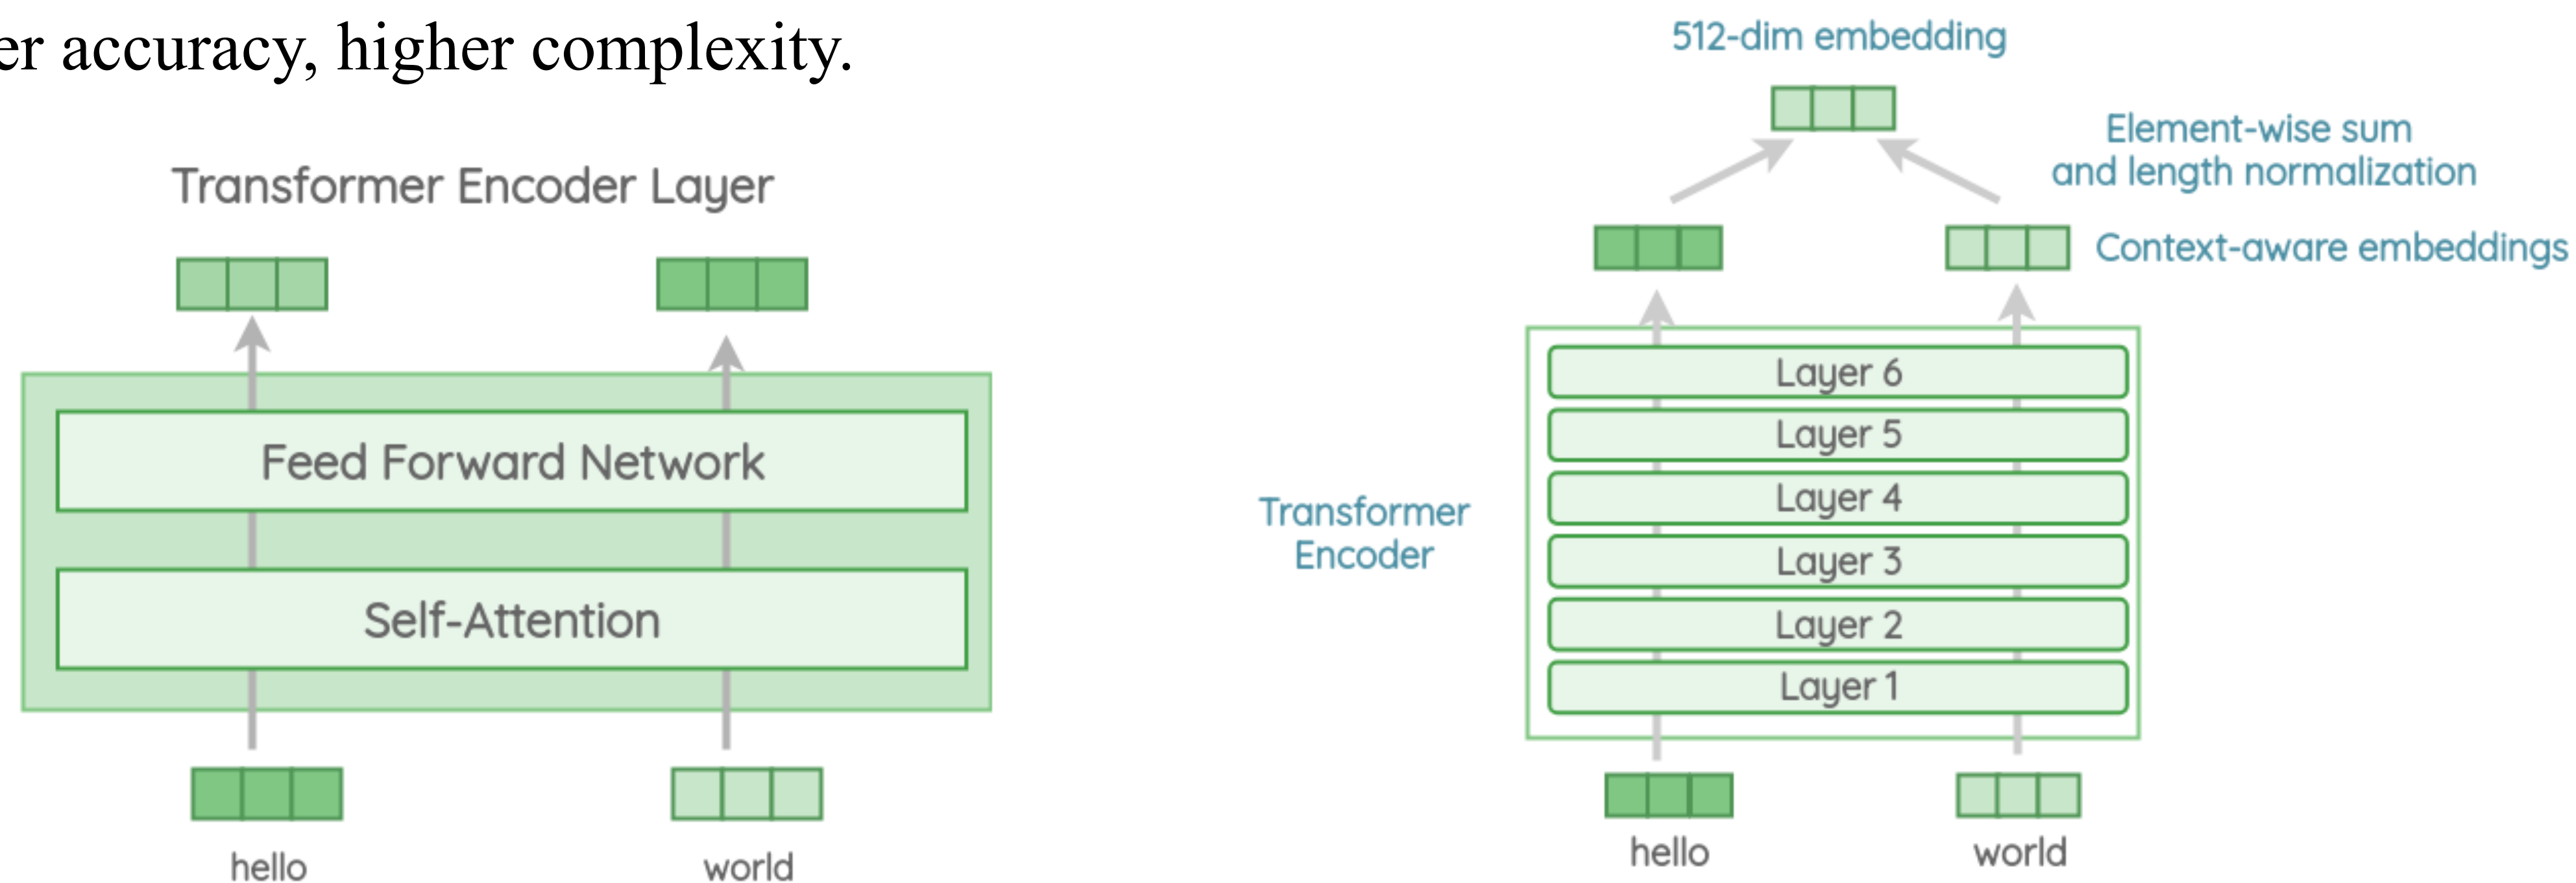 er accuracy, higher complexity.
Transformer Encoder Layer
Feed Forward Network
Self-Attention
hello
world
512-dim embedding
Element-wise sum
and length normalization
Context-aware embeddings
Transformer
Encoder
Layer 6
Layer 5
Layer 4
Layer 3
Layer 2
Layer 1
hello
world